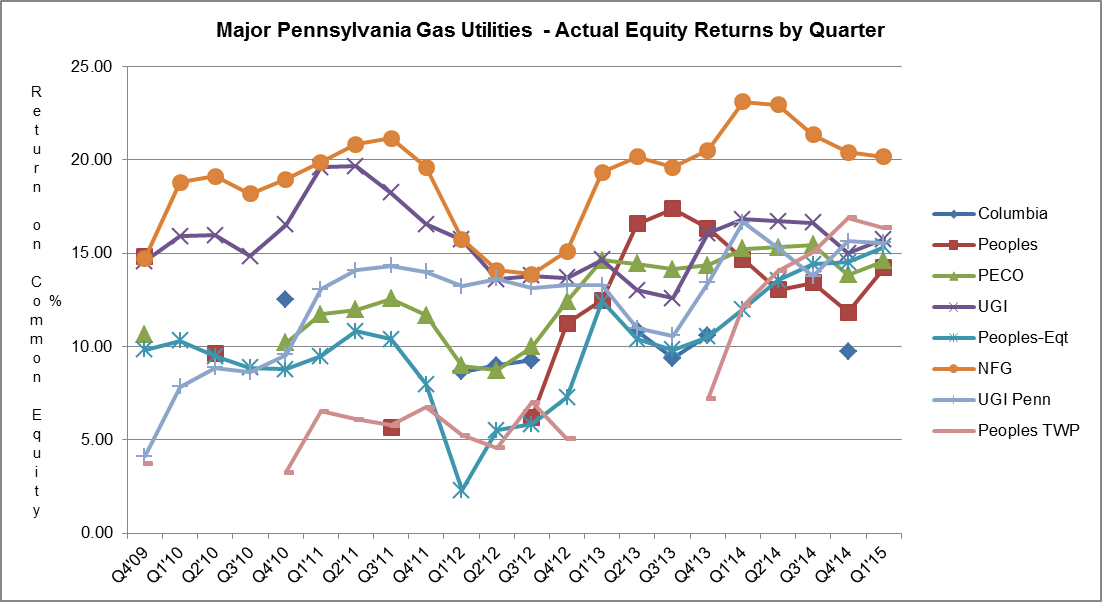 Major Pennsylvania Gas Utilities - Actual Equity Returns by Quarter
Return on Common Equity
%
25.00
20.00
15.00
10.00
5.00
0.00
Q4'09
Q1'10
Q2'10
Q3'10
Q4'10
Q1'11
Q2'11
Q3'11
Q4'11
Q1'12
Q2'12
Q3'12
Q4'12
Q1'13
Q2'13
Q3'13
Q4'13
Q1'14
Q2'14
Q3'14
Q4'14
Q1'15
Columbia
Peoples
PECO
UGI
Peoples-Eqt
NFG
UGI Penn
Peoples TWP